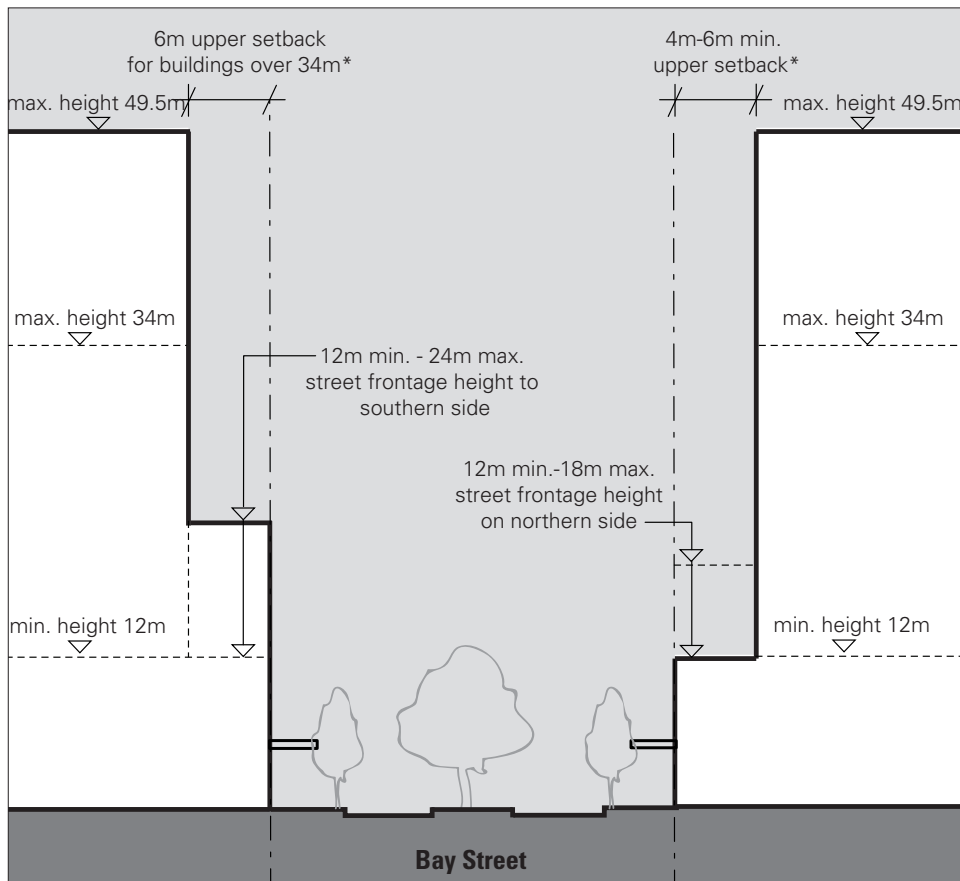 6m upper setback
for buildings over 34m*
4m-6m min.
upper setback*
max. height 49.5m
max. height 49.5m
max. height 34m
max. height 34m
12m min. - 24m max.
street frontage height to
southern side
12m min.-18m max.
street frontage height
on northern side
min. height 12m
min. height 12m
Bay Street